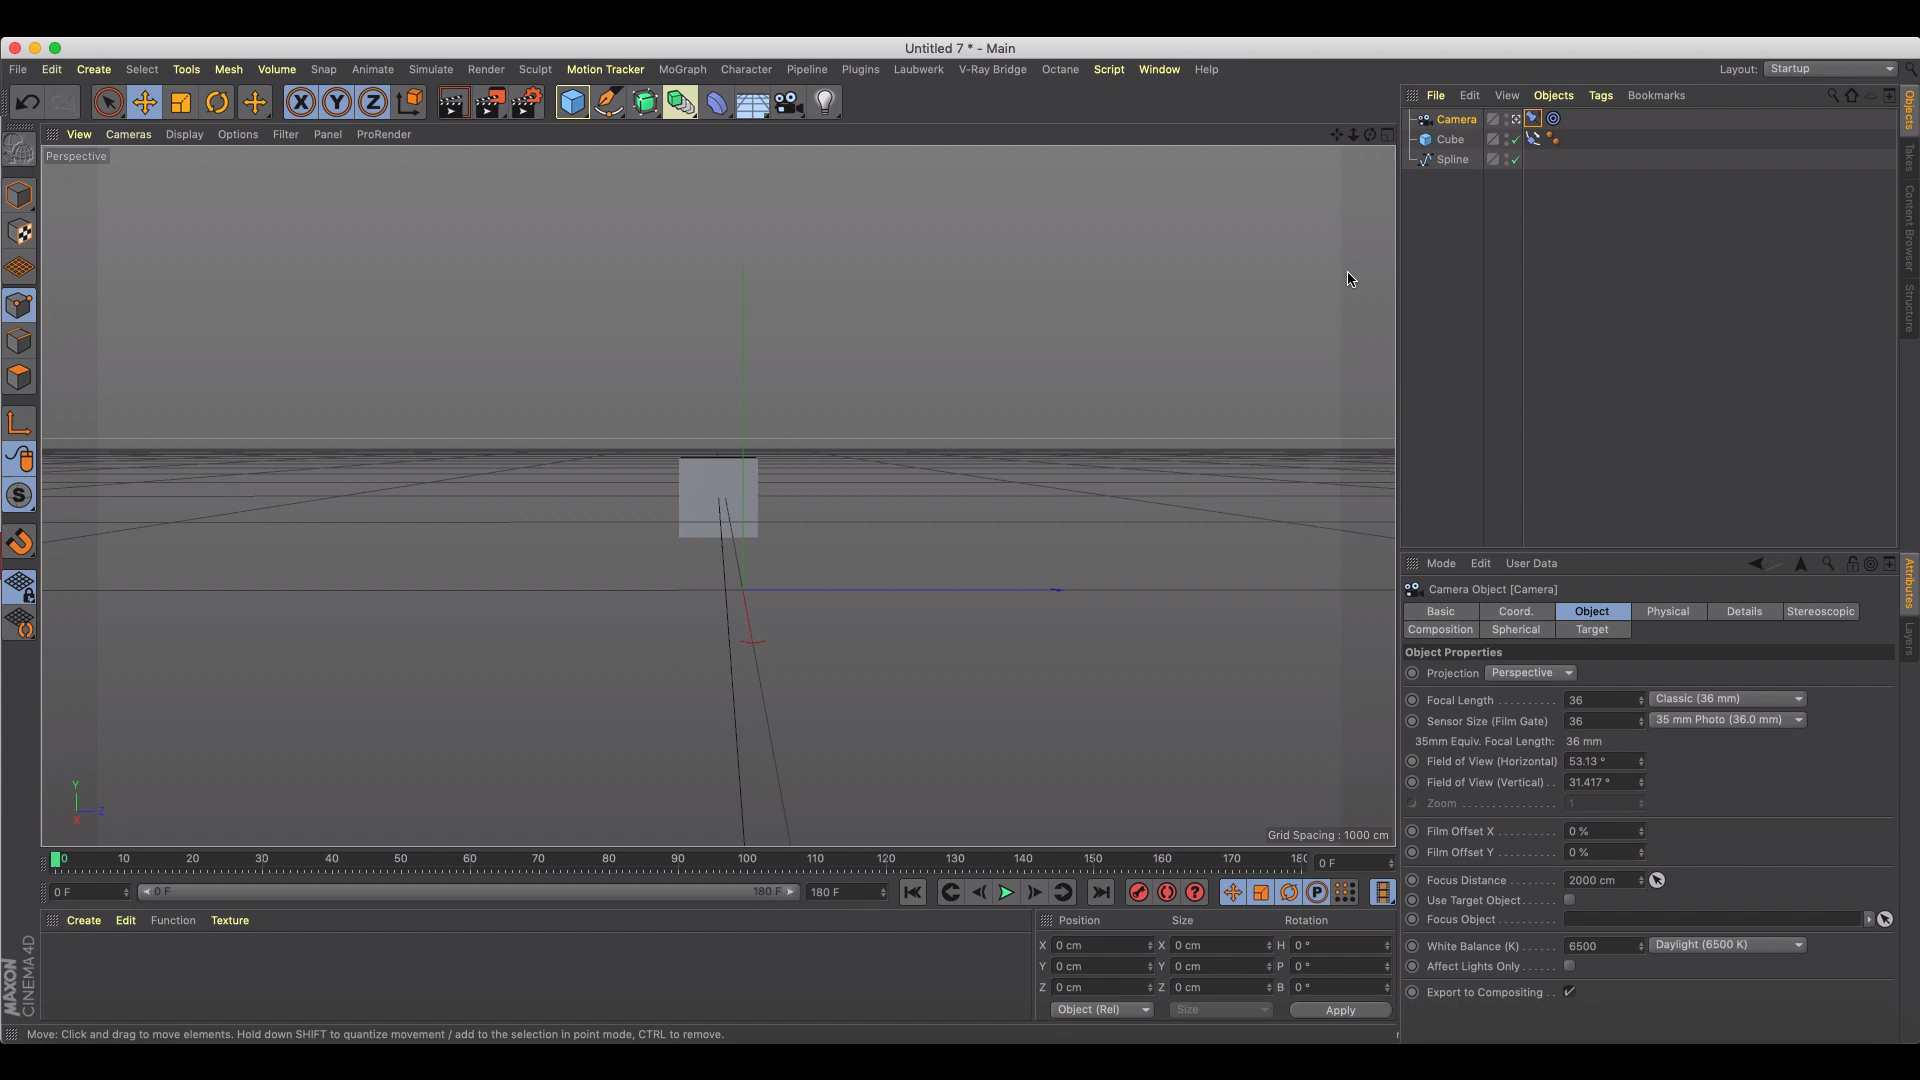 Untitled 7 * - Main
File Edit Create Select Tools Mesh Volume Snap Animate Simulate Render Sculpt Motion Tracker MoGraph Character Pipeline Plugins Laubwerk V-Ray Bridge Octane Script Window Help Layout: Startup
X Y Z
File Edit View Objects Tags Bookmarks
View Cameras Display Options Filter Panel ProRender
Perspective
Camera
Cube
Spline
Objects
Takes
Content Browser
Structure
S
Y
Z
X
Grid Spacing : 1000 cm
Mode Edit User Data
Camera Object [Camera]
Basic Coord. Object Physical Details Stereoscopic
Composition Spherical Target
Object Properties
Projection Perspective
Focal Length . . . . . . . . . . 36 Classic (36 mm)
Sensor Size (Film Gate) 36 35 mm Photo (36.0 mm)
35mm Equiv. Focal Length: 36 mm
Field of View (Horizontal) 53.13 °
Field of View (Vertical) . . 31.417 °
Zoom . . . . . . . . . . . . . . . . 1
Film Offset X . . . . . . . . . . 0 %
Film Offset Y . . . . . . . . . . 0 %
Focus Distance . . . . . . . . 2000 cm
Use Target Object . . . . . .
Focus Object . . . . . . . . . .
White Balance (K) . . . . . . 6500 Daylight (6500 K)
Affect Lights Only . . . . . .
Export to Compositing . .
Attributes
Layers
0 10 20 30 40 50 60 70 80 90 100 110 120 130 140 150 160 170 18 0 F
0 F 0 F 180 F 180 F P
Create Edit Function Texture
Position Size Rotation
X 0 cm X 0 cm H 0 °
Y 0 cm Y 0 cm P 0 °
Z 0 cm Z 0 cm B 0 °
Object (Rel) Size Apply
MAXON
CINEMA 4D
Move: Click and drag to move elements. Hold down SHIFT to quantize movement / add to the selection in point mode, CTRL to remove.